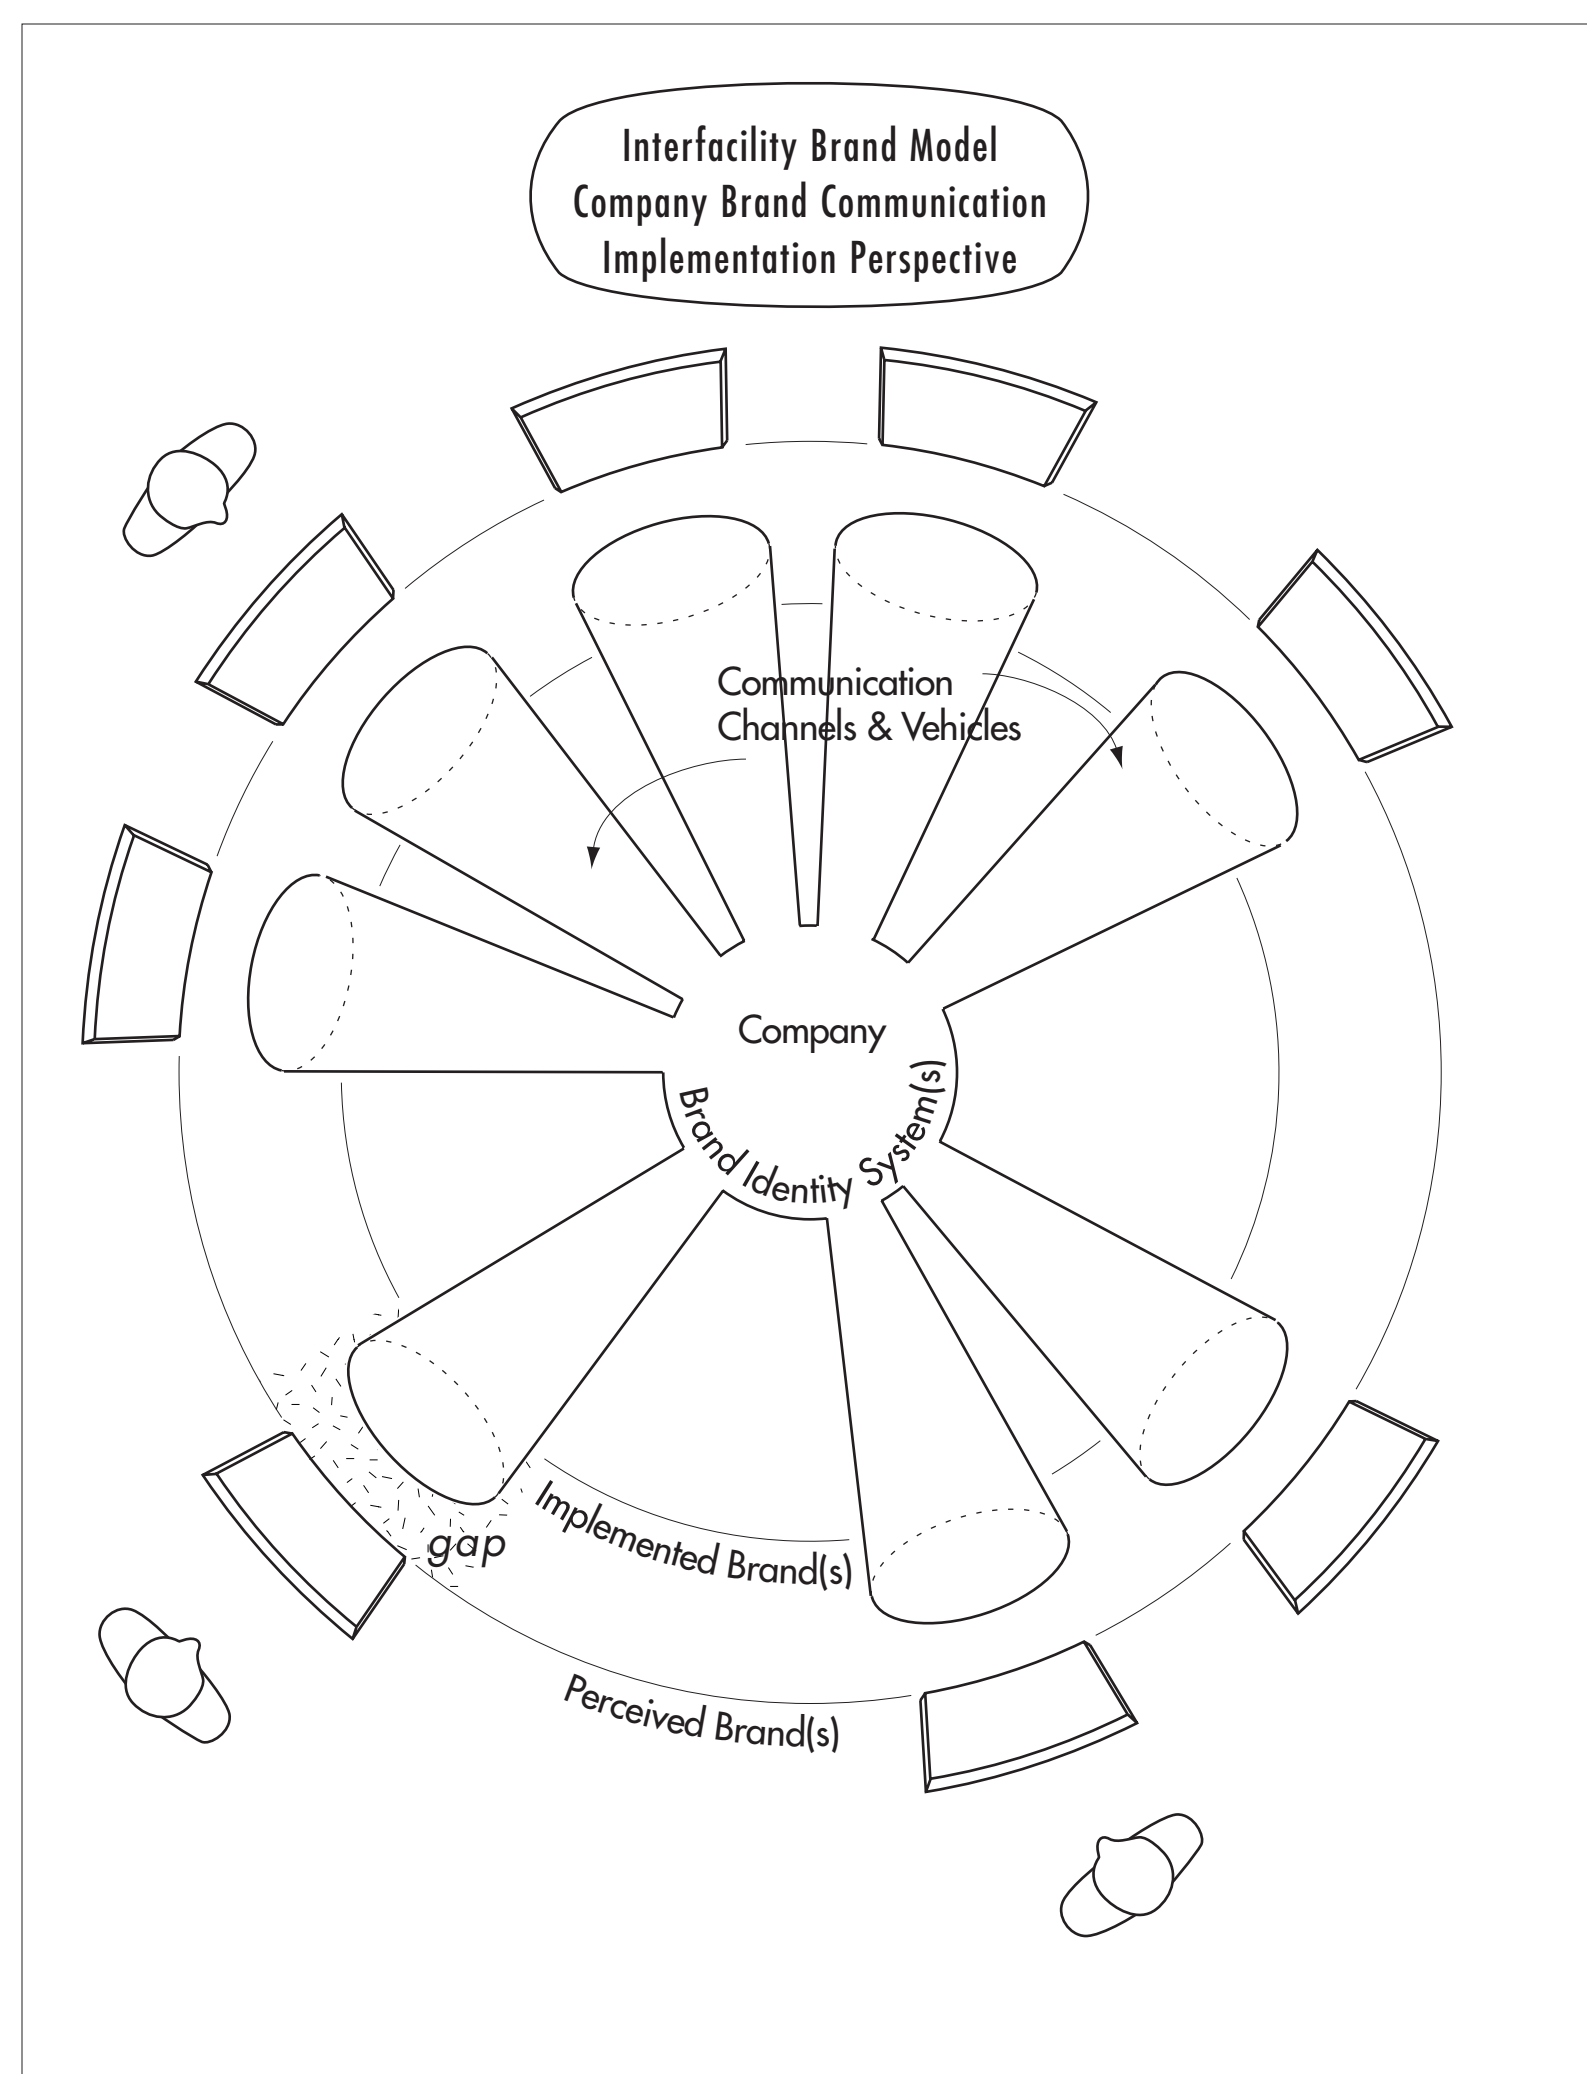 Interfacility Brand Model
Company Brand Communication
Implementation Perspective
Communication
Channels & Vehicles
Company
Brand Identity System(s)
gap
Implemented Brand(s)
Perceived Brand(s)